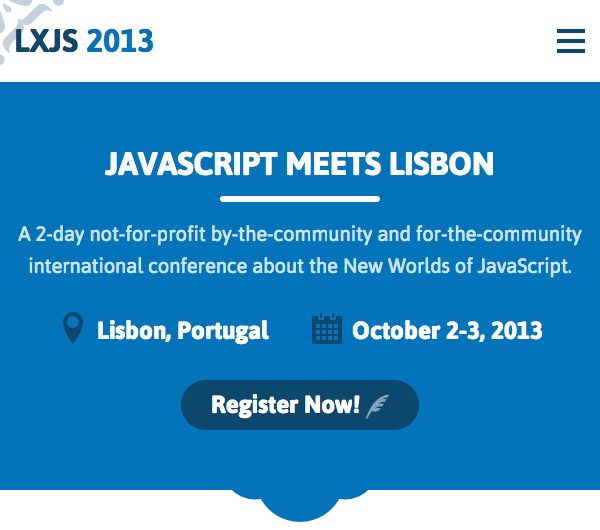 LXJS 2013
JAVASCRIPT MEETS LISBON
A 2-day not-for-profit by-the-community and for-the-community
international conference about the New Worlds of JavaScript.
Lisbon, Portugal
October 2-3, 2013
Register Now!